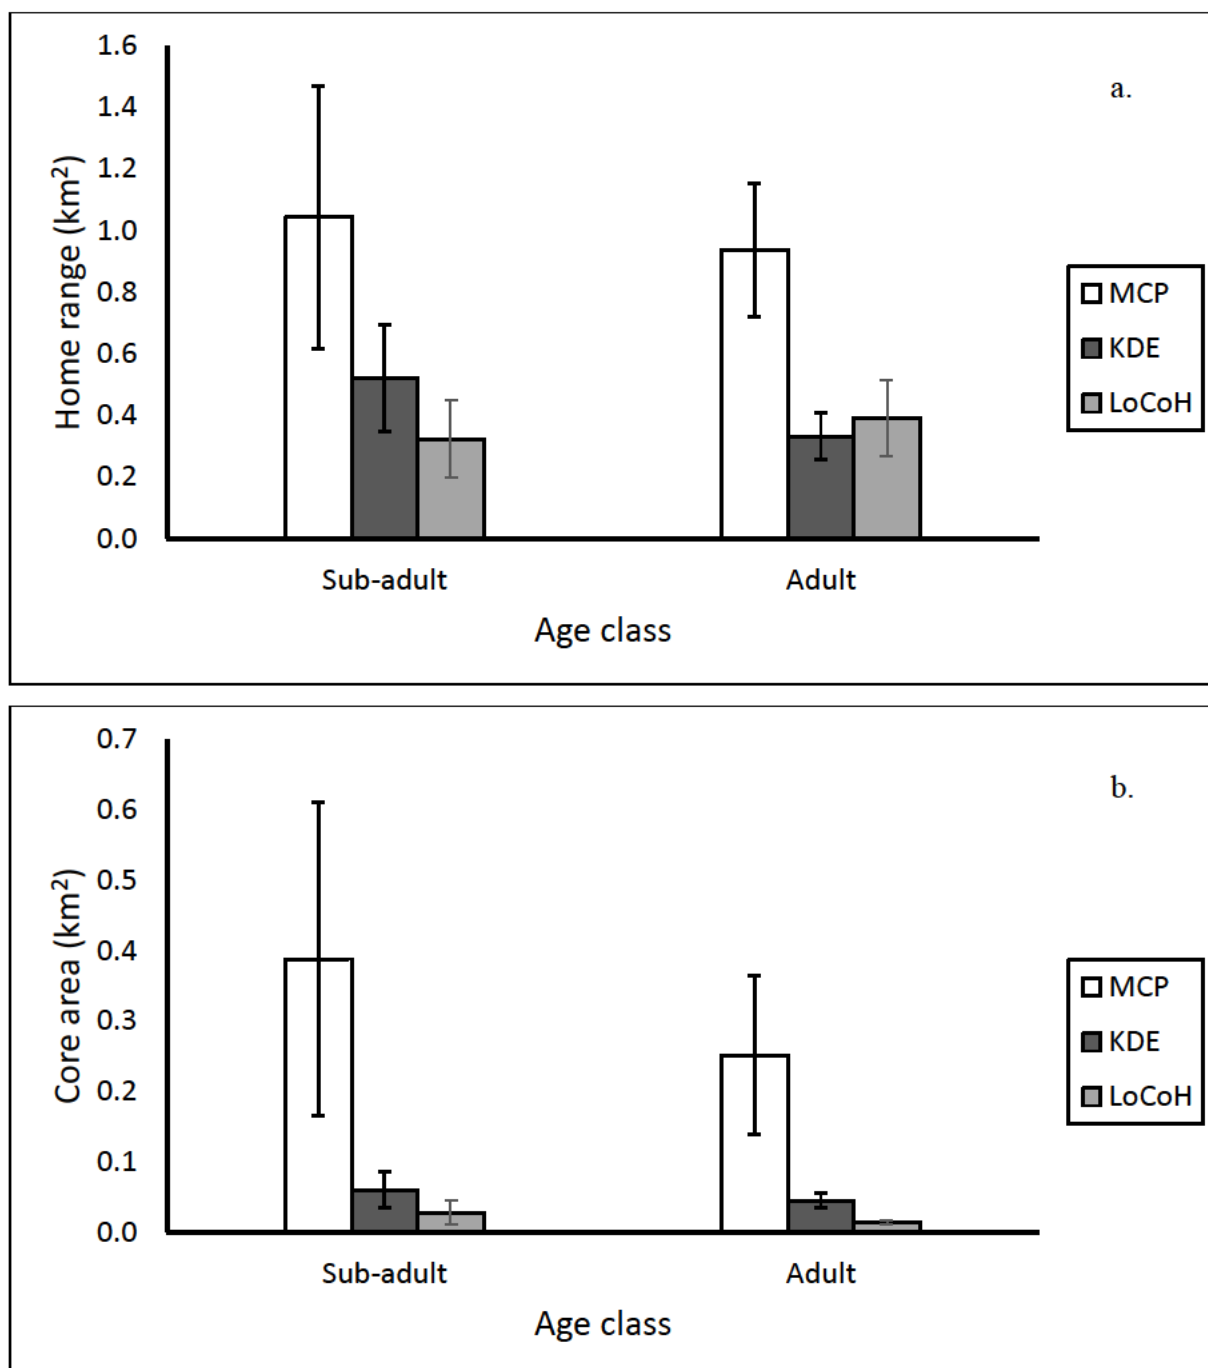 a.
Home range (km²)
1.6
1.4
1.2
1.0
0.8
0.6
0.4
0.2
0.0
Sub-adult
Adult
Age class
MCP
KDE
LoCoH
b.
Core area (km²)
0.7
0.6
0.5
0.4
0.3
0.2
0.1
0.0
Sub-adult
Adult
Age class
MCP
KDE
LoCoH